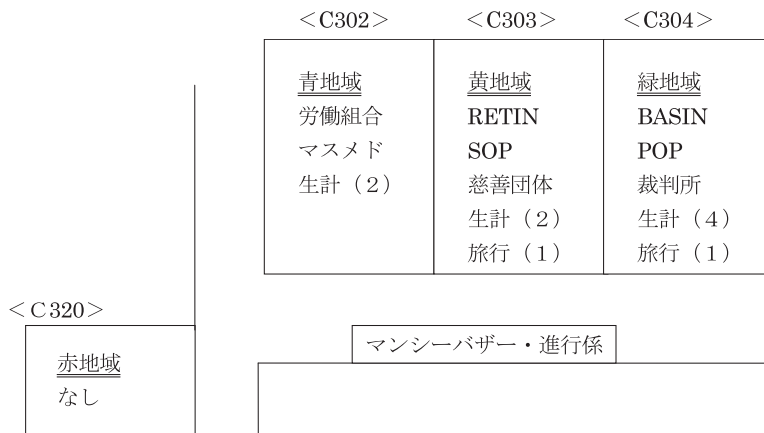 ＜C302＞
＜C303＞
＜C304＞
青地域
労働組合
マスメド
生計（２）
黄地域
RETIN
SOP
慈善団体
生計（２）
旅行（１）
緑地域
BASIN
POP
裁判所
生計（４）
旅行（１）
＜Ｃ320＞
赤地域
なし
マンシーバザー・進行係